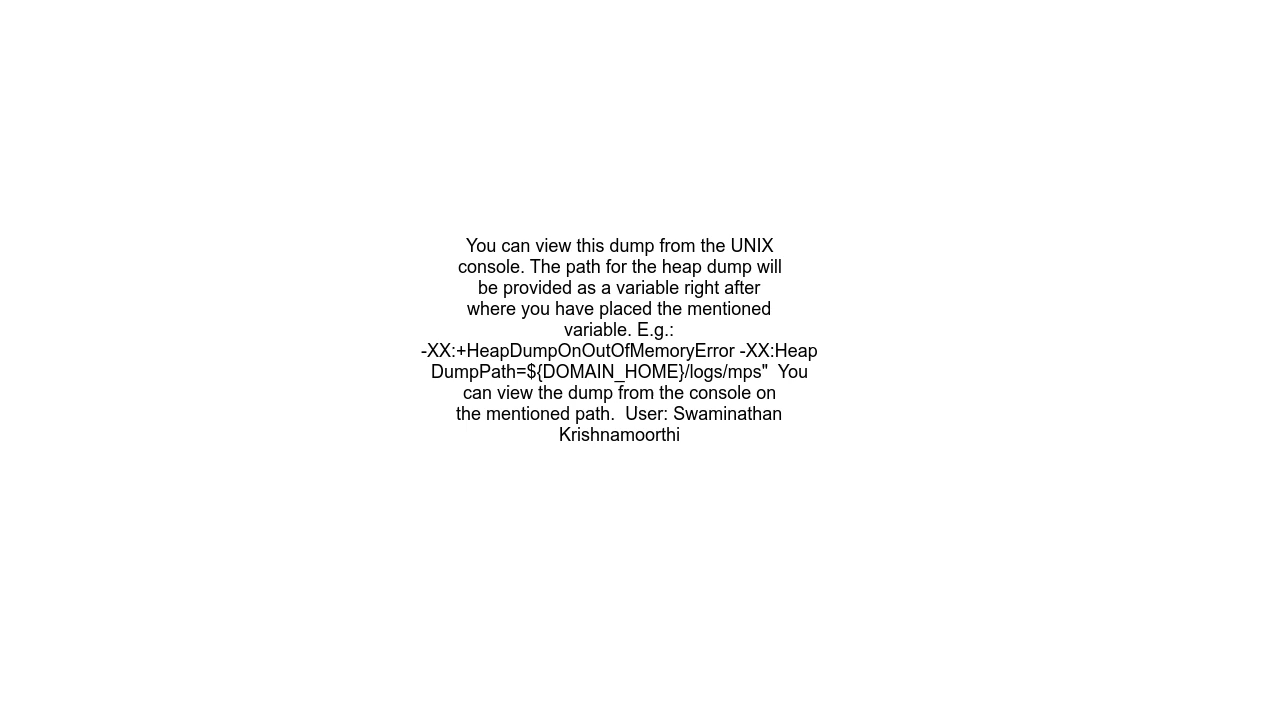 You can view this dump from the UNIX
console. The path for the heap dump will
be provided as a variable right after
where you have placed the mentioned
variable. E.g.:
-XX:+HeapDumpOnOutOfMemoryError -XX:Heap
DumpPath=${DOMAIN_HOME}/logs/mps"  You
can view the dump from the console on
the mentioned path.  User: Swaminathan
Krishnamoorthi